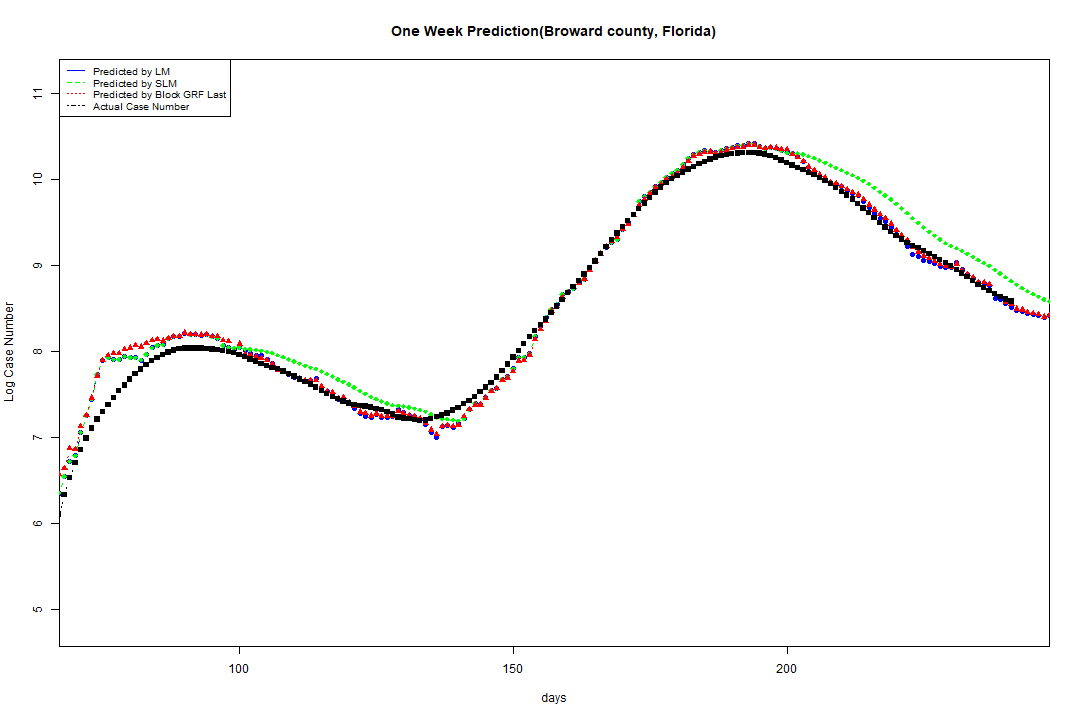 One Week Prediction(Broward county, Florida)
Predicted by LM
Predicted by SLM
Predicted by Block GRF Last
Actual Case Number
11
10
9
8
7
6
5
Log Case Number
100 150 200
days